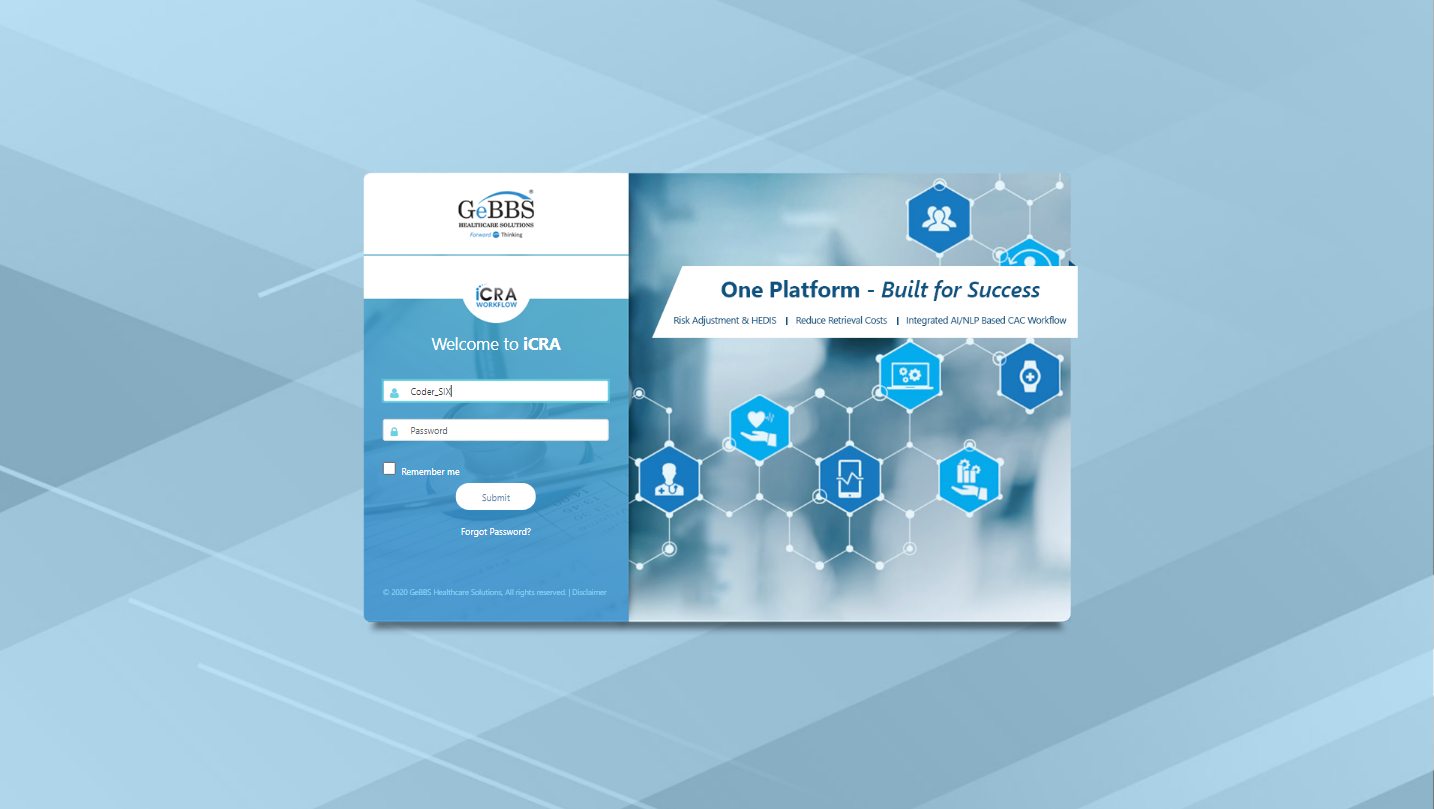 GeBBS®
HEALTHCARE SOLUTIONS
Forward Thinking
iCRA
WORKFLOW
Welcome to iCRA
Coder_SIX
Password
Remember me
Submit
Forgot Password?
© 2020 GeBBS Healthcare Solutions, All rights reserved. | Disclaimer
One Platform - Built for Success
Risk Adjustment & HEDIS | Reduce Retrieval Costs | Integrated AI/NLP Based CAC Workflow